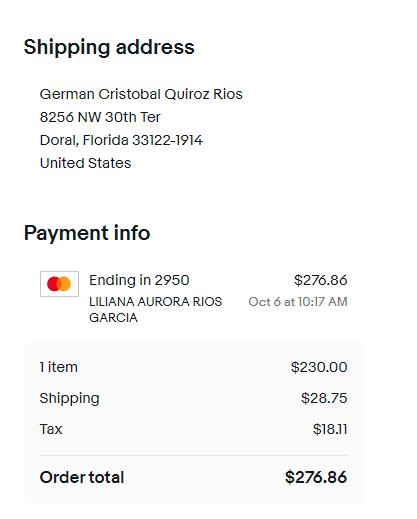 Shipping address
German Cristobal Quiroz Rios
8256 NW 30th Ter
Doral, Florida 33122-1914
United States
Payment info
Ending in 2950 $276.86
LILIANA AURORA RIOS GARCIA Oct 6 at 10:17 AM
1 item $230.00
Shipping $28.75
Tax $18.11
Order total $276.86